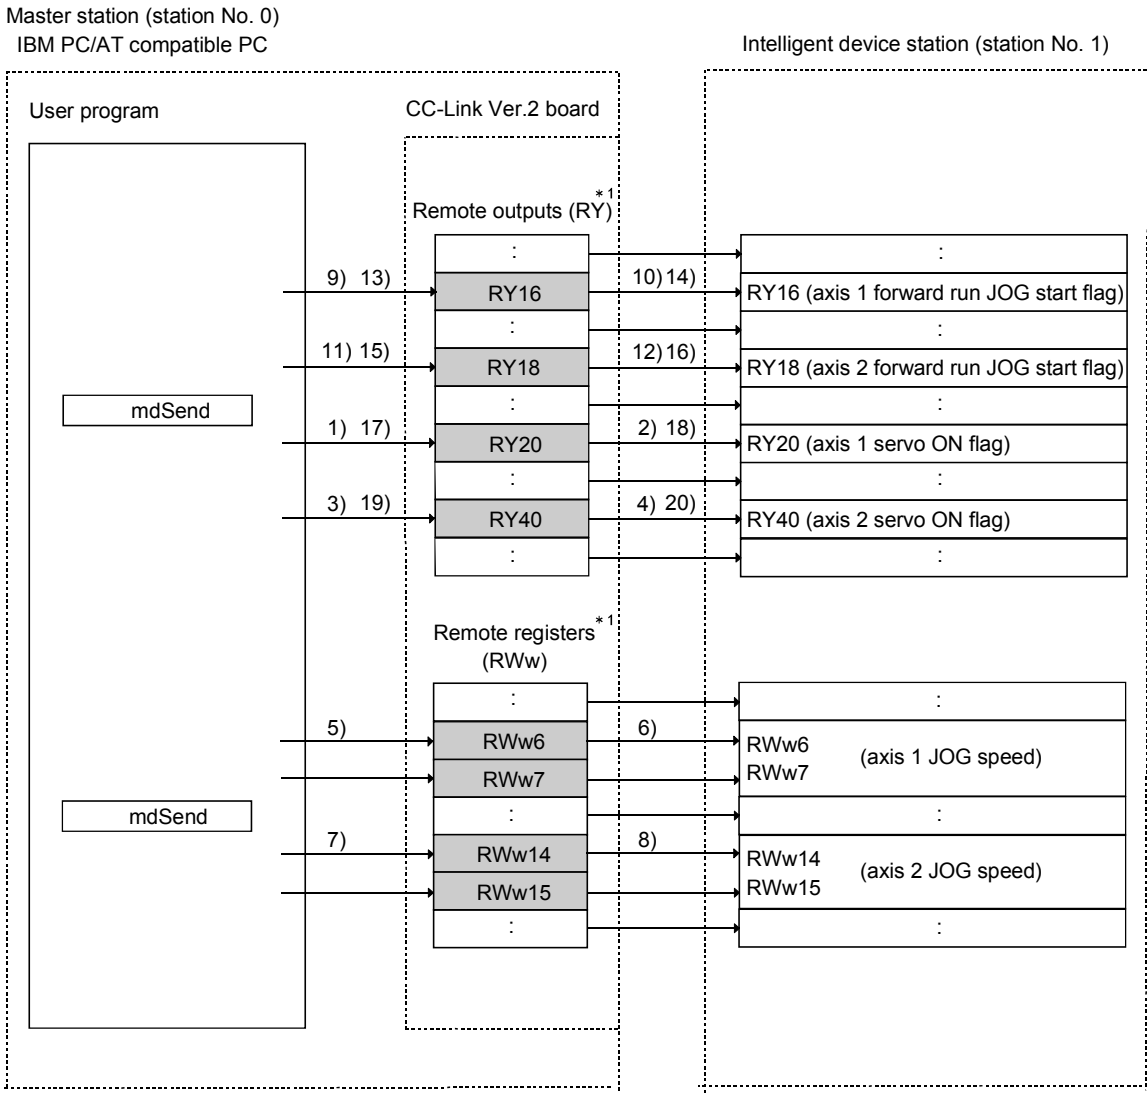 Master station (station No. 0)
IBM PC/AT compatible PC
Intelligent device station (station No. 1)
User program
CC-Link Ver.2 board
Remote outputs (RY) *1
: :
9) 13) RY16 10) 14) RY16 (axis 1 forward run JOG start flag)
: :
11) 15) RY18 12) 16) RY18 (axis 2 forward run JOG start flag)
mdSend : :
1) 17) RY20 2) 18) RY20 (axis 1 servo ON flag)
: :
3) 19) RY40 4) 20) RY40 (axis 2 servo ON flag)
: :
Remote registers *1
(RWw)
: :
5) RWw6 6) RWw6 (axis 1 JOG speed)
RWw7 RWw7
mdSend : :
7) RWw14 8) RWw14 (axis 2 JOG speed)
RWw15 RWw15
: :